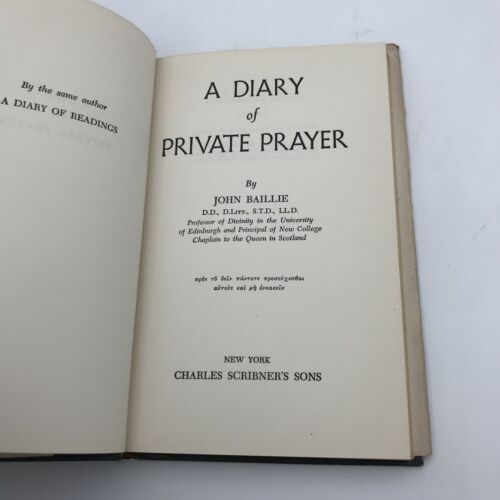 By the same author
A DIARY OF READINGS
A DIARY
of
PRIVATE PRAYER
By
JOHN BAILLIE
D.D., D.LITT., S.T.D., LL.D.
Professor of Divinity in the University
of Edinburgh and Principal of New College
Chaplain to the Queen in Scotland
πρὸς τὸ δεῖν πάντοτε προσεύχεσθαι
αὐτοὺς καὶ μὴ ἐνκακεῖν
NEW YORK
CHARLES SCRIBNER'S SONS